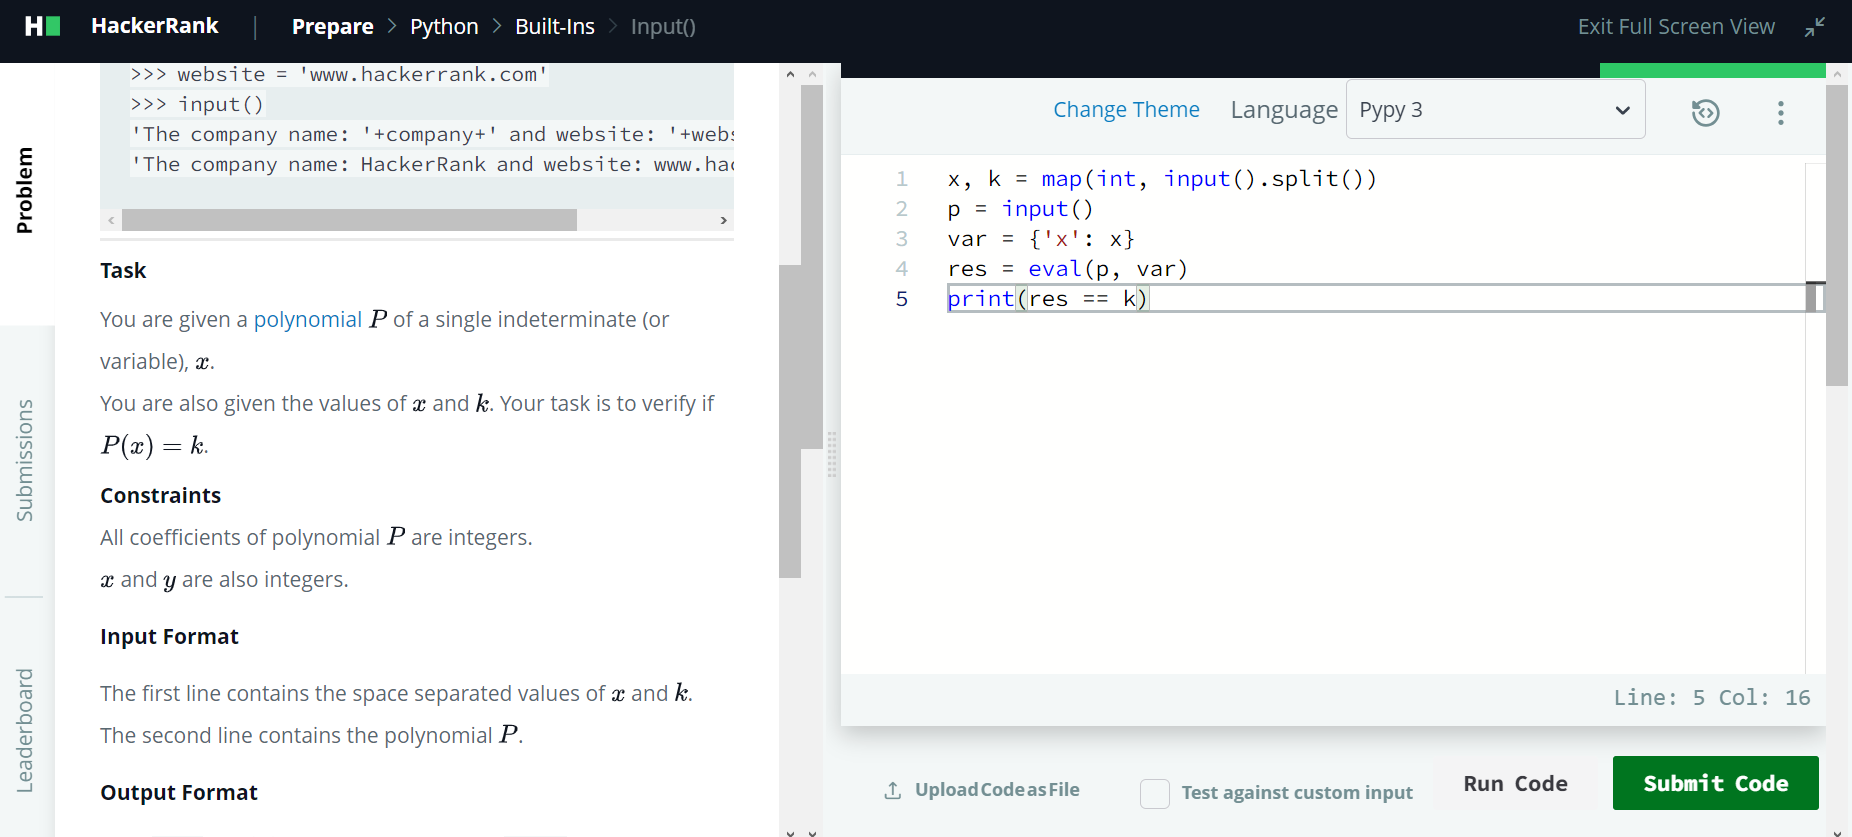 HackerRank | Prepare > Python > Built-Ins > Input()
Exit Full Screen View
Problem
Submissions
Leaderboard
>>> website = 'www.hackerrank.com'
>>> input()
'The company name: '+company+' and website: '+webs
'The company name: HackerRank and website: www.hac
Task
You are given a polynomial P of a single indeterminate (or
variable), x.
You are also given the values of x and k. Your task is to verify if
P(x) = k.
Constraints
All coefficients of polynomial P are integers.
x and y are also integers.
Input Format
The first line contains the space separated values of x and k.
The second line contains the polynomial P.
Output Format
Change Theme Language Pypy 3
1 x, k = map(int, input().split())
2 p = input()
3 var = {'x': x}
4 res = eval(p, var)
5 print(res == k)
Line: 5 Col: 16
Upload Code as File
Test against custom input
Run Code
Submit Code